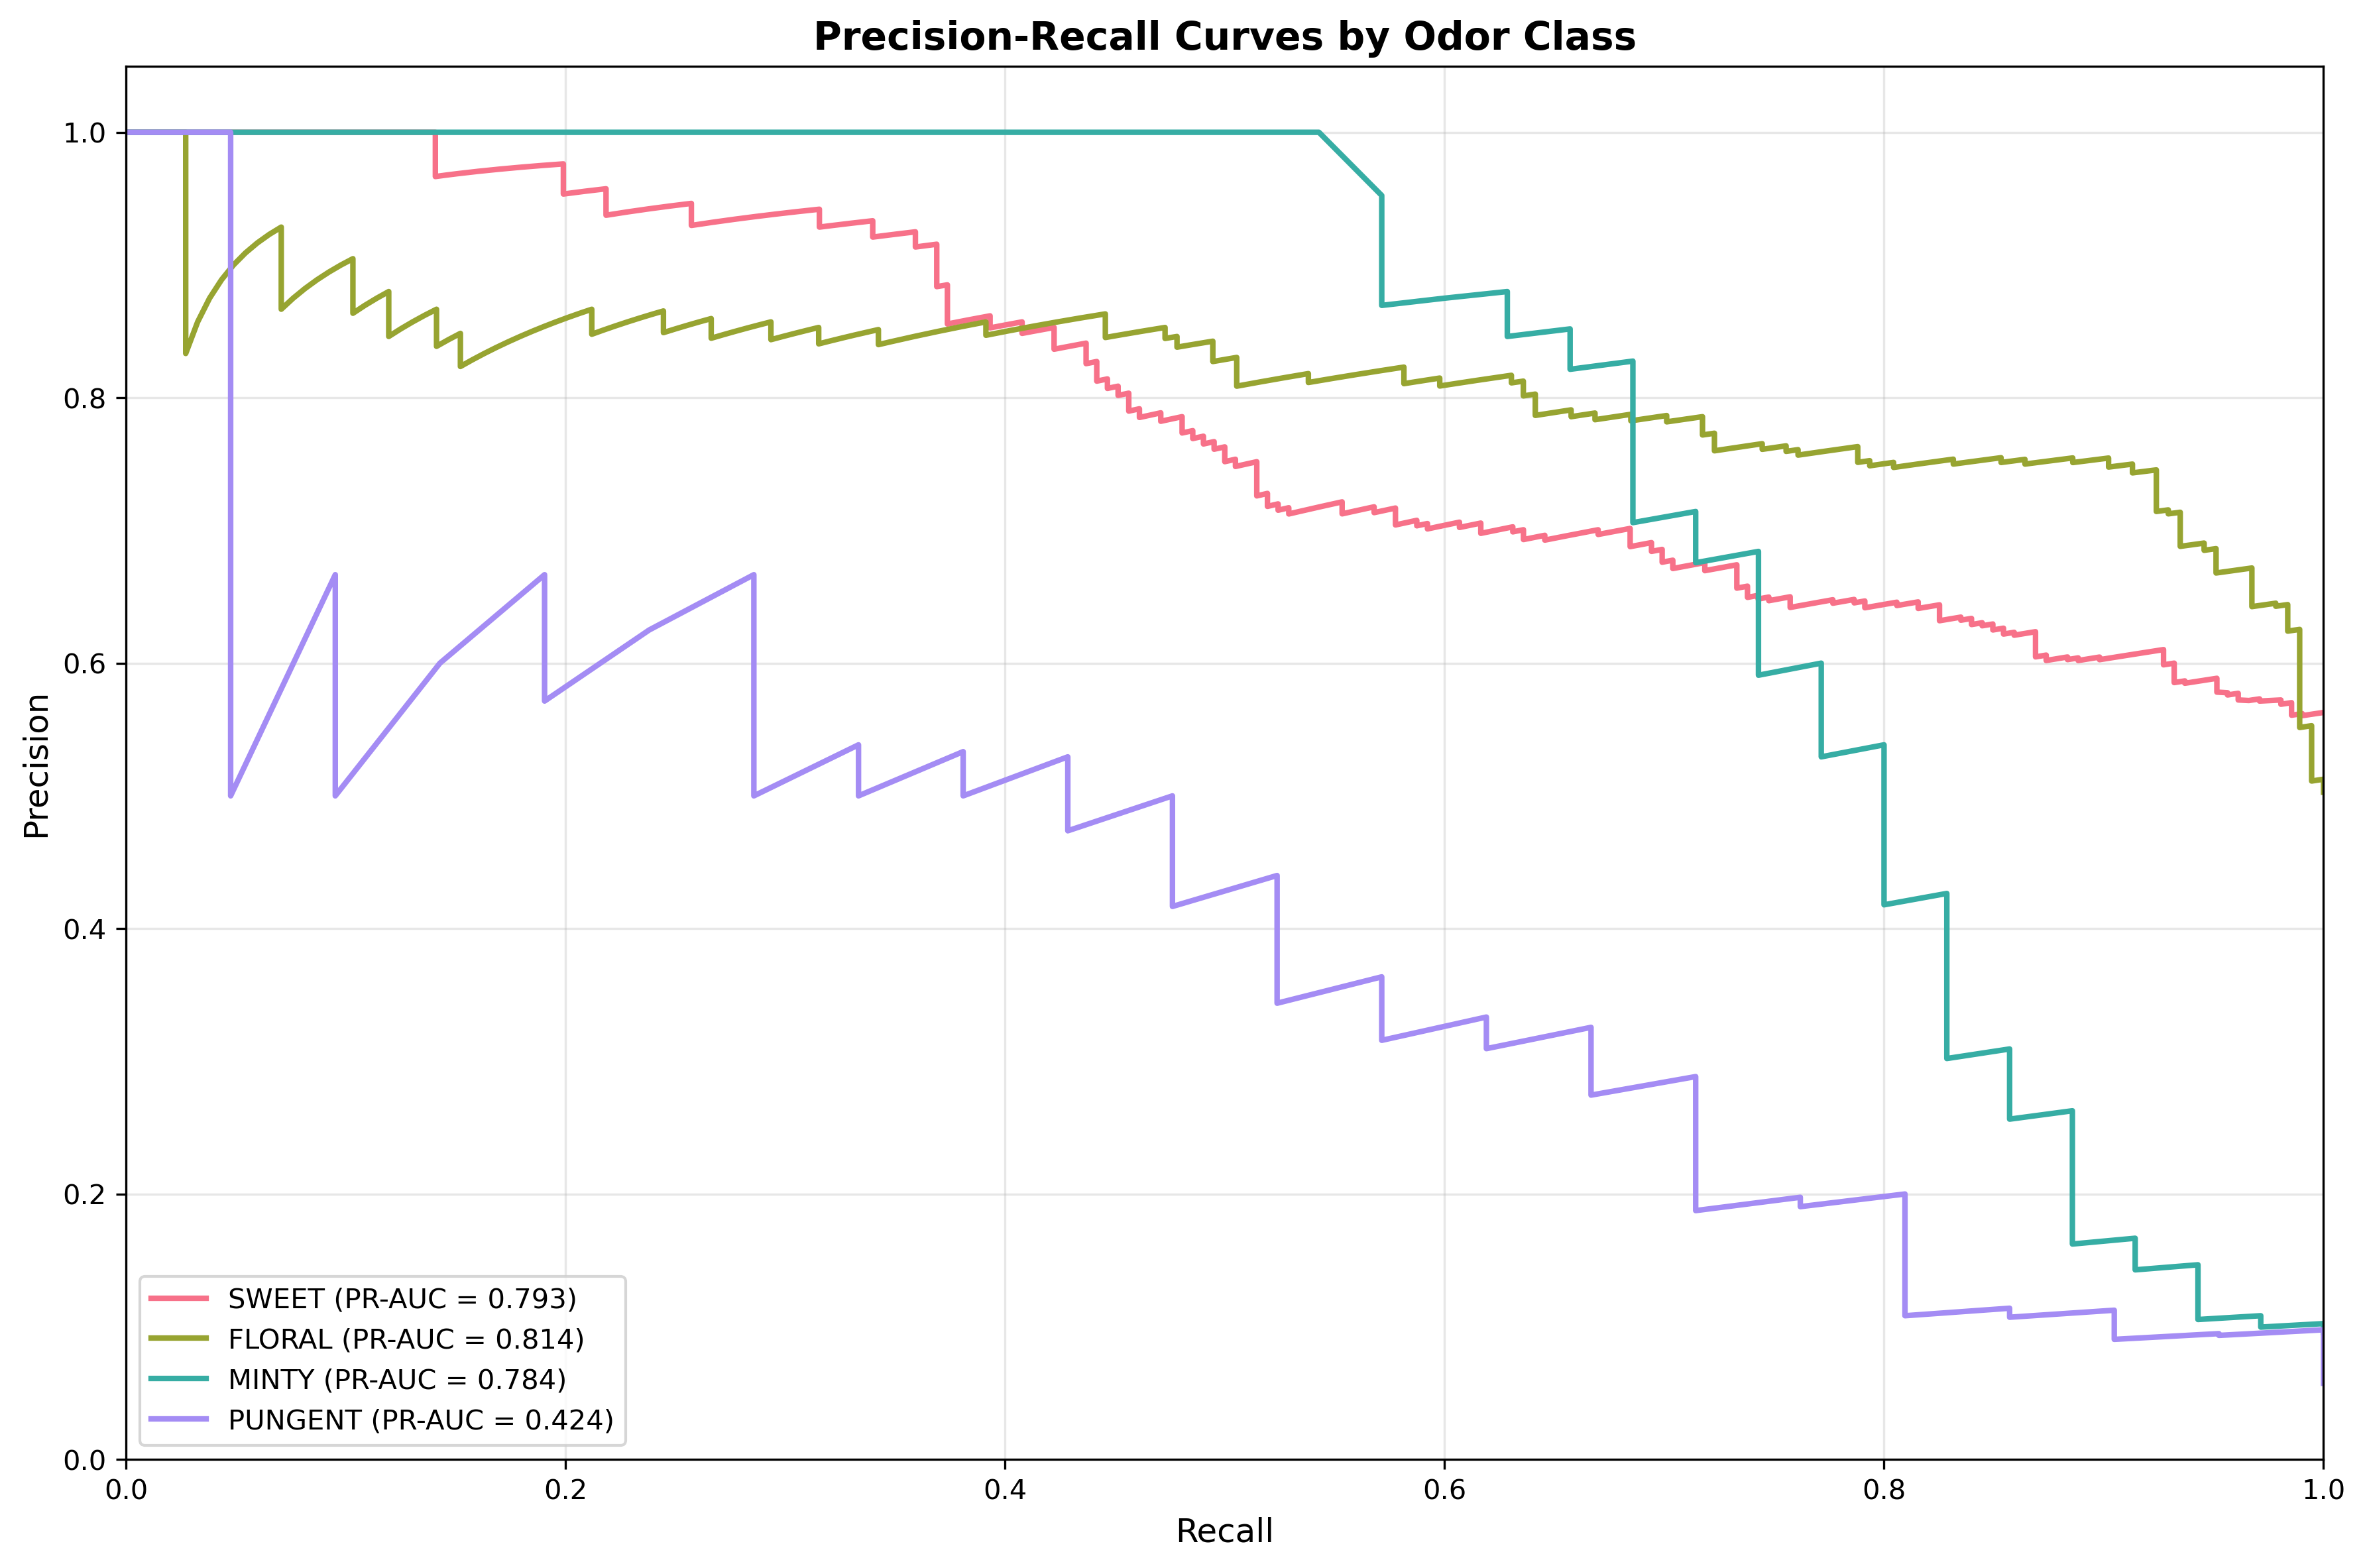 Precision-Recall Curves by Odor Class
Precision
1.0
0.8
0.6
0.4
0.2
0.0
SWEET (PR-AUC = 0.793)
FLORAL (PR-AUC = 0.814)
MINTY (PR-AUC = 0.784)
PUNGENT (PR-AUC = 0.424)
0.0 0.2 0.4 0.6 0.8 1.0
Recall